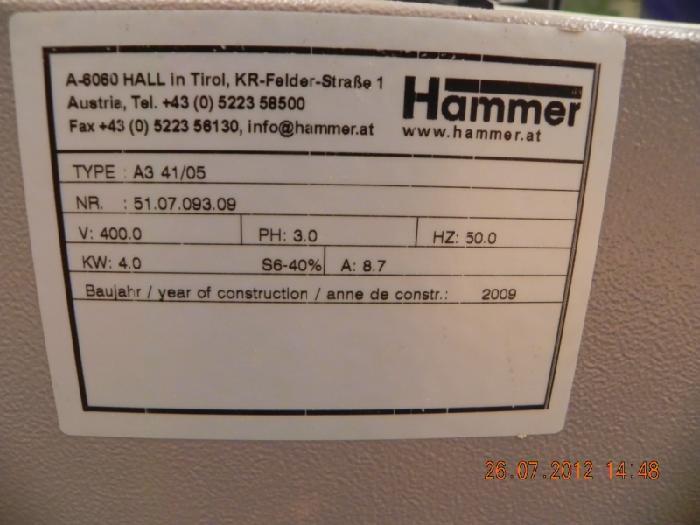 A-6060 HALL in Tirol, KR-Felder-Straße 1
Austria, Tel. +43 (0) 5223 58500
Fax +43 (0) 5223 56130, info@hammer.at
Hammer
www.hammer.at
TYPE : A3 41/05
NR. : 51.07.093.09
V: 400.0 PH: 3.0 HZ: 50.0
KW: 4.0 S6-40% A: 8.7
Baujahr / year of construction / anne de constr.: 2009
26.07.2012 14:48